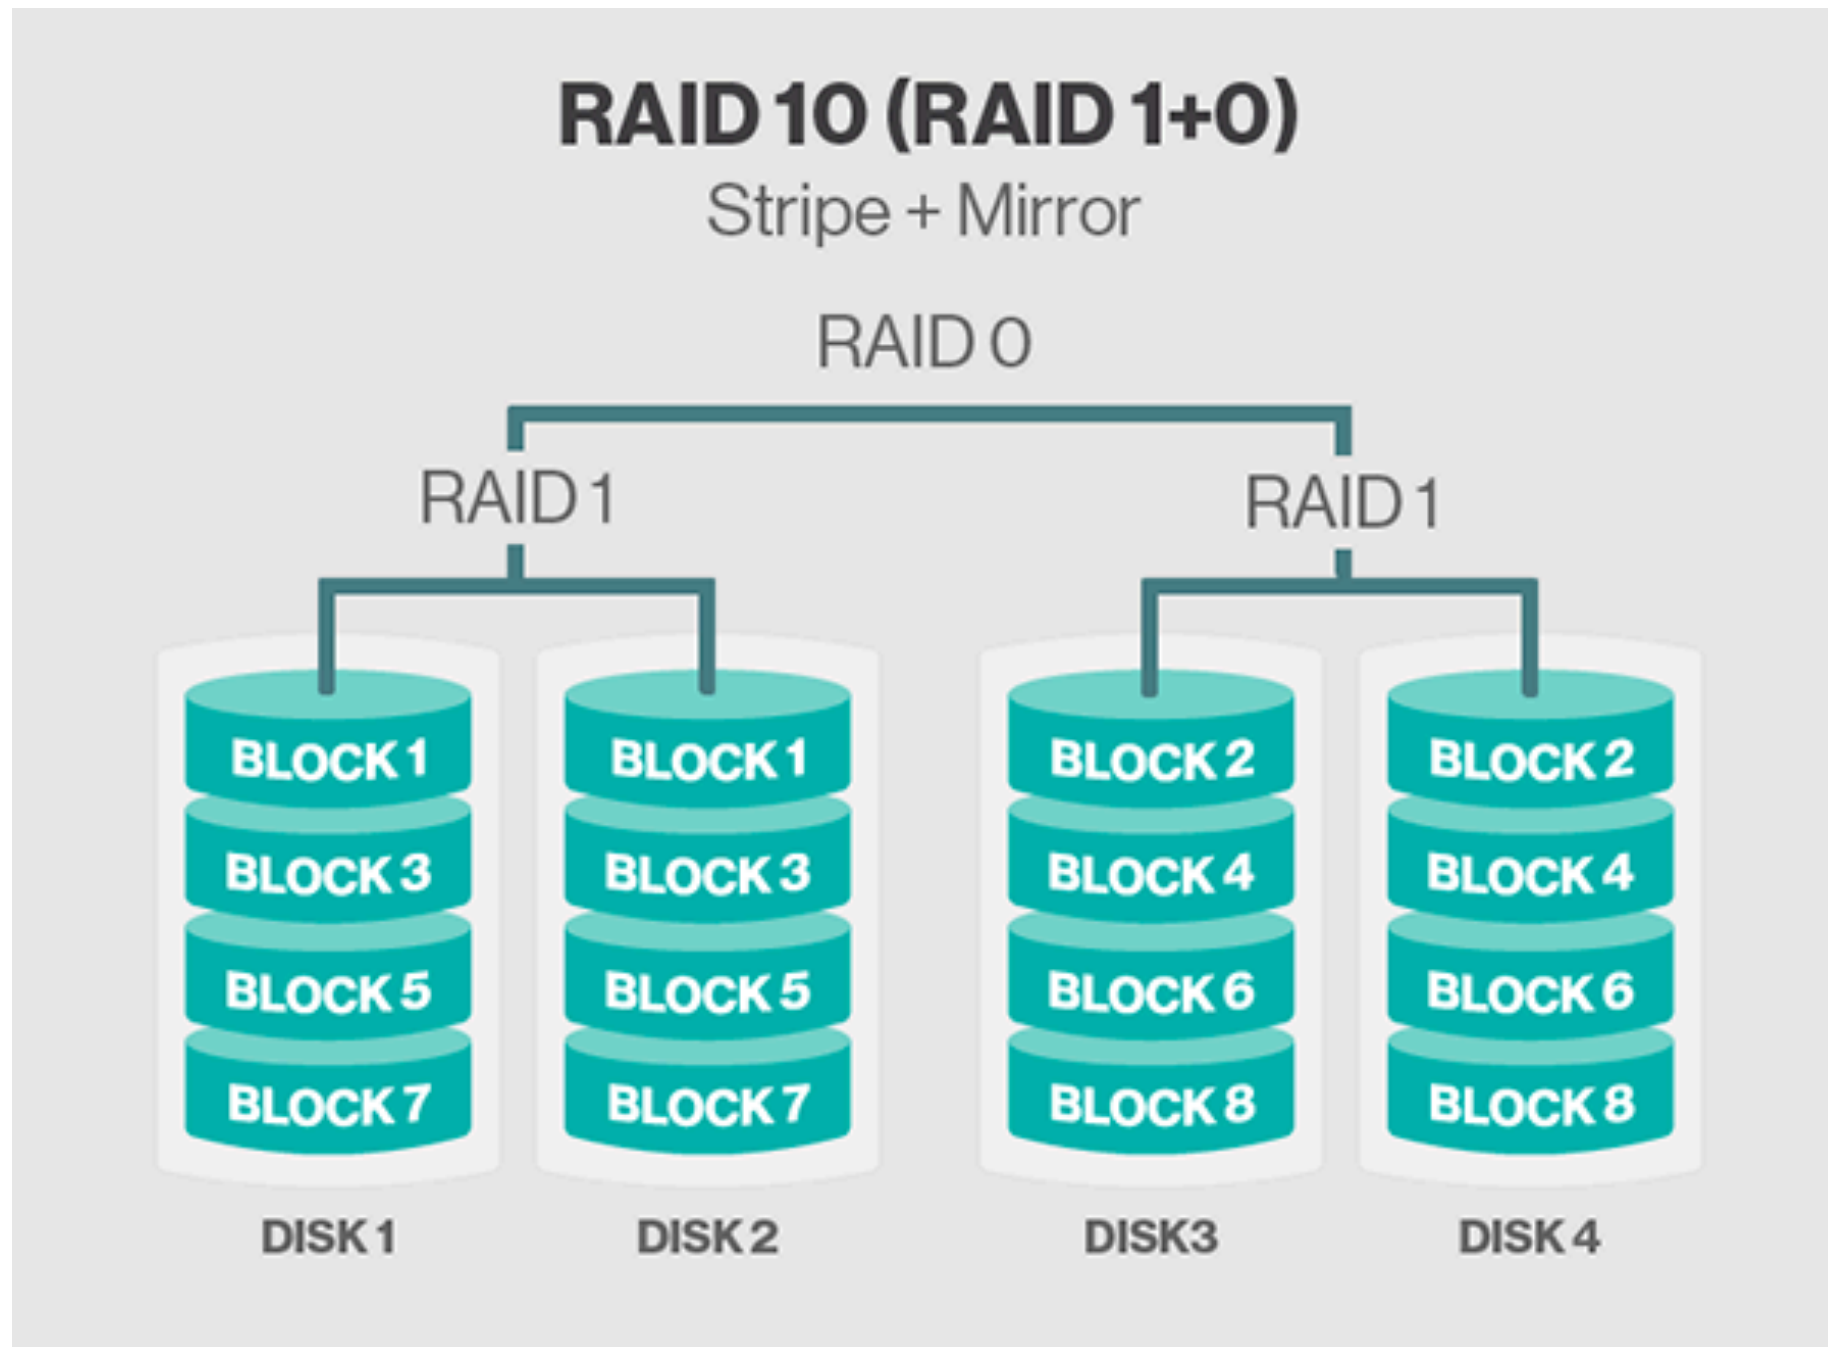 RAID 10 (RAID 1+0)
Stripe + Mirror
RAID 0
RAID 1
RAID 1
BLOCK 1
BLOCK 3
BLOCK 5
BLOCK 7
DISK 1
BLOCK 1
BLOCK 3
BLOCK 5
BLOCK 7
DISK 2
BLOCK 2
BLOCK 4
BLOCK 6
BLOCK 8
DISK3
BLOCK 2
BLOCK 4
BLOCK 6
BLOCK 8
DISK 4